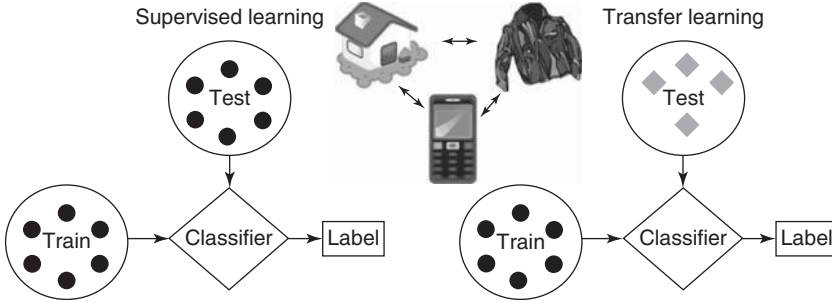 Supervised learning
Transfer learning
Test
Test
Train
Classifier
Label
Train
Classifier
Label